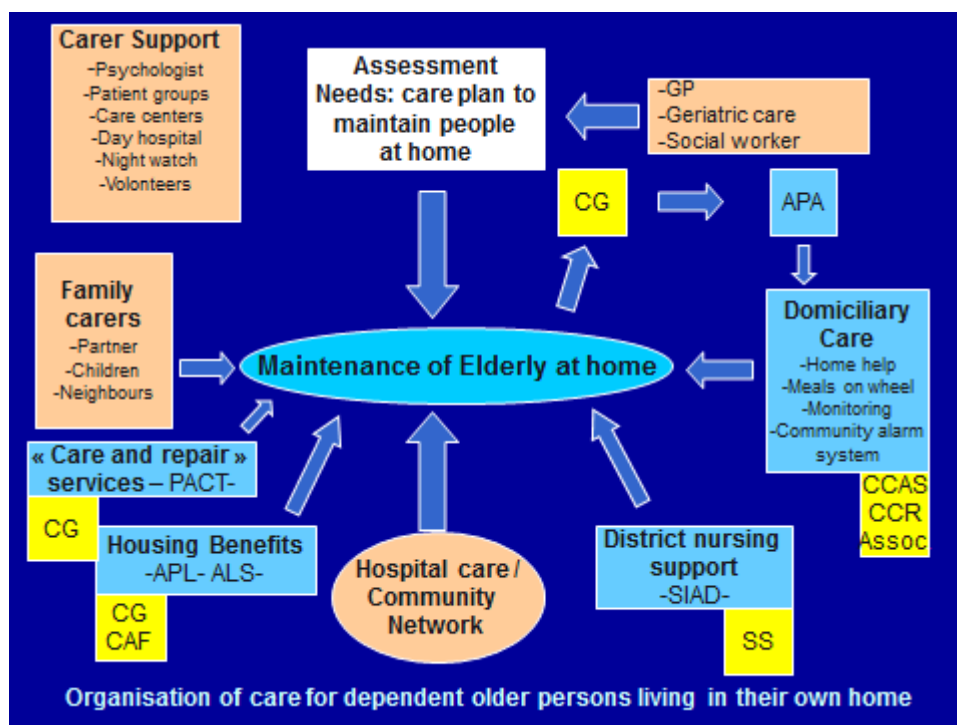 Carer Support
-Psychologist
-Patient groups
-Care centers
-Day hospital
-Night watch
-Volunteers
Assessment
Needs: care plan to
maintain people
at home
-GP
-Geriatric care
-Social worker
CG
APA
Family
carers
-Partner
-Children
-Neighbours
Maintenance of Elderly at home
Domiciliary
Care
-Home help
-Meals on wheel
-Monitoring
-Community alarm
system
CCAS
CCR
Assoc
« Care and repair »
services – PACT-
CG
Housing Benefits
-APL- ALS-
CG
CAF
Hospital care /
Community
Network
District nursing
support
-SIAD-
SS
Organisation of care for dependent older persons living in their own home